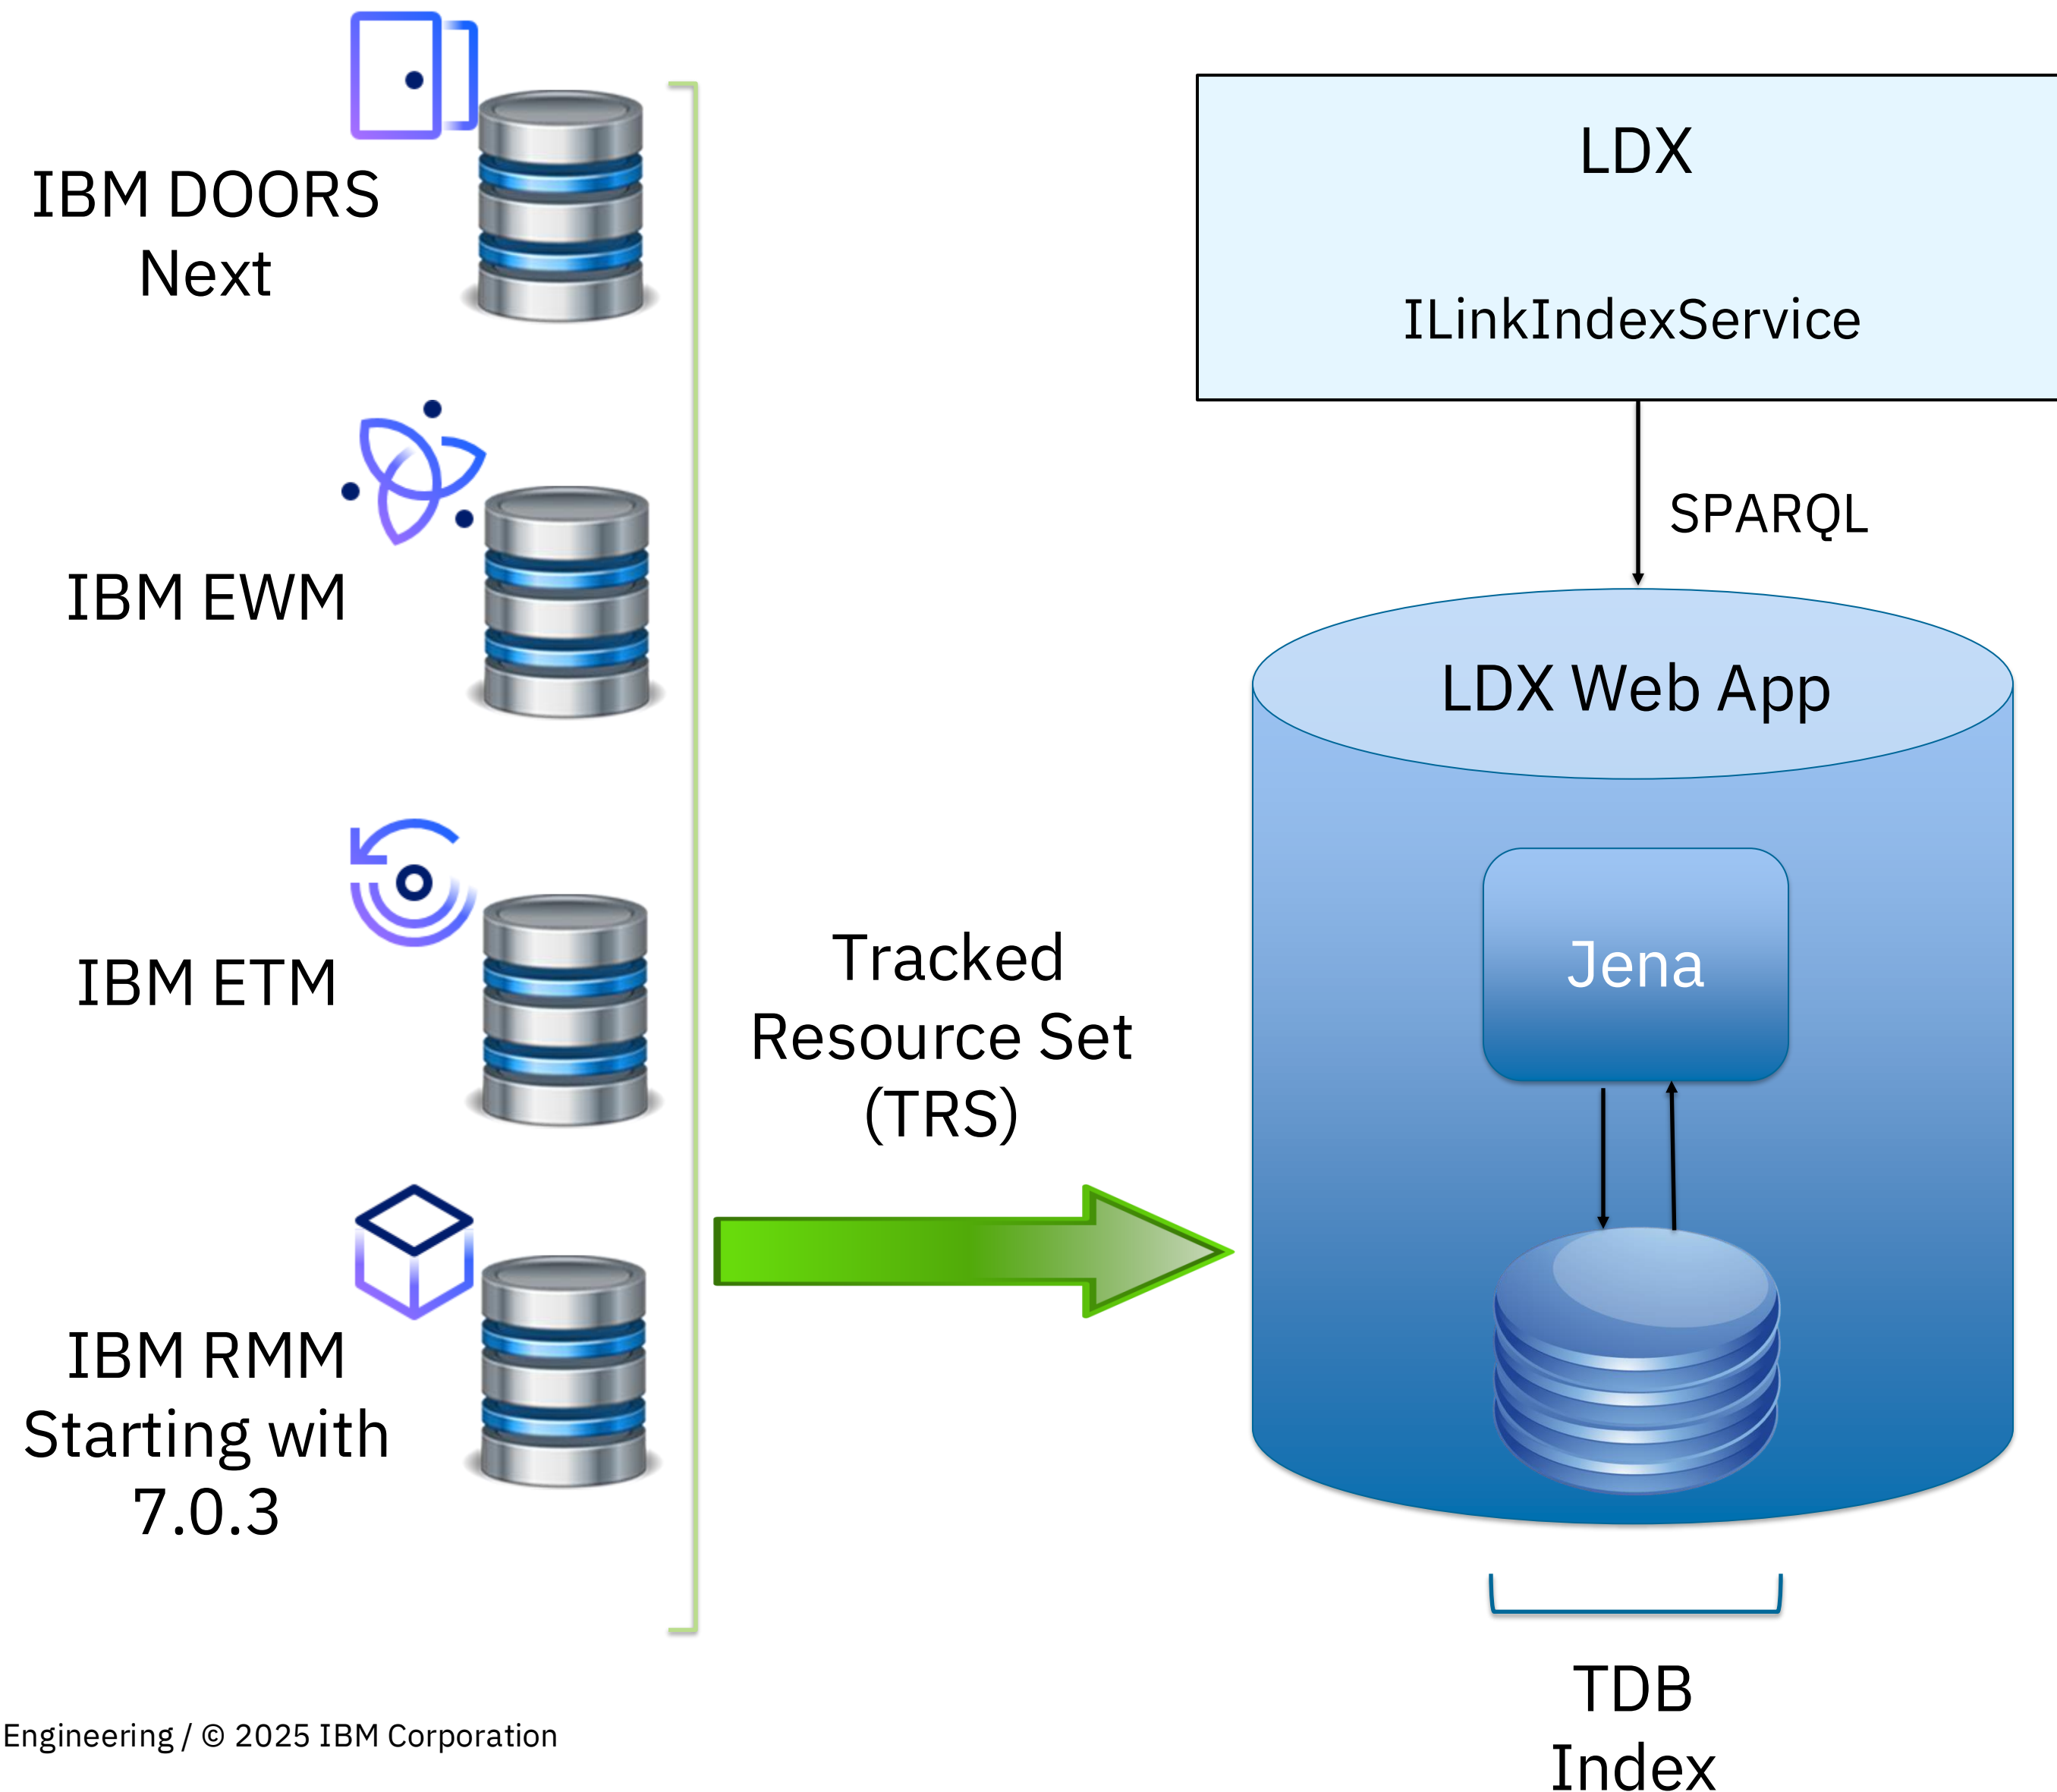 IBM DOORS
Next
IBM EWM
IBM ETM
IBM RMM
Starting with
7.0.3
Tracked
Resource Set
(TRS)
LDX
ILinkIndexService
SPARQL
LDX Web App
Jena
TDB
Index
Engineering / © 2025 IBM Corporation